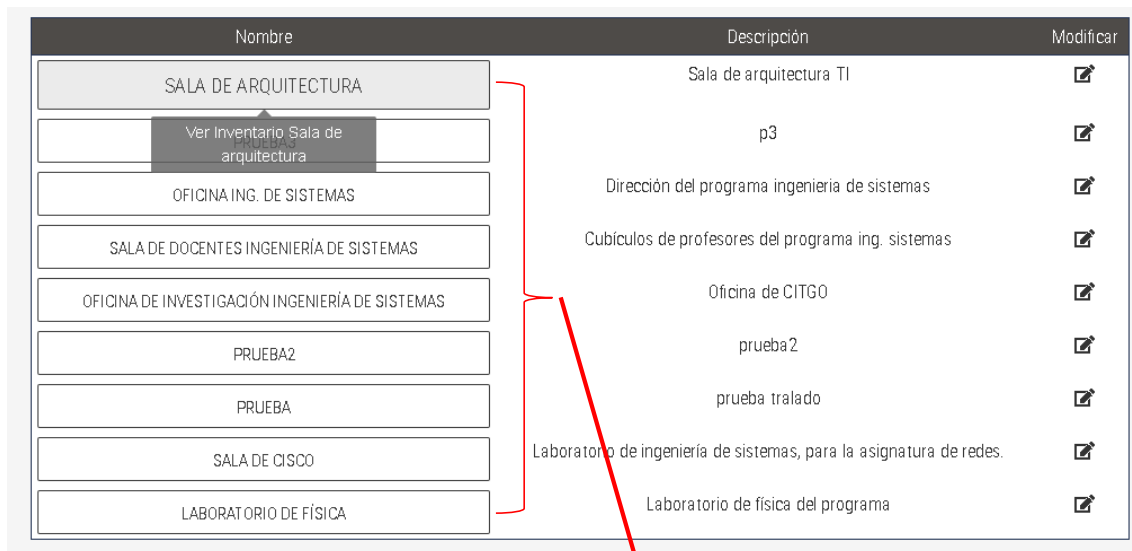 Nombre Descripción Modificar
SALA DE ARQUITECTURA Sala de arquitectura TI
Ver Inventario Sala de
arquitectura
PRUEBA3 p3
OFICINA ING. DE SISTEMAS Dirección del programa ingenieria de sistemas
SALA DE DOCENTES INGENIERÍA DE SISTEMAS Cubículos de profesores del programa ing. sistemas
OFICINA DE INVESTIGACIÓN INGENIERÍA DE SISTEMAS Oficina de CITGO
PRUEBA2 prueba2
PRUEBA prueba tralado
SALA DE CISCO Laboratorio de ingeniería de sistemas, para la asignatura de redes.
LABORATORIO DE FÍSICA Laboratorio de física del programa